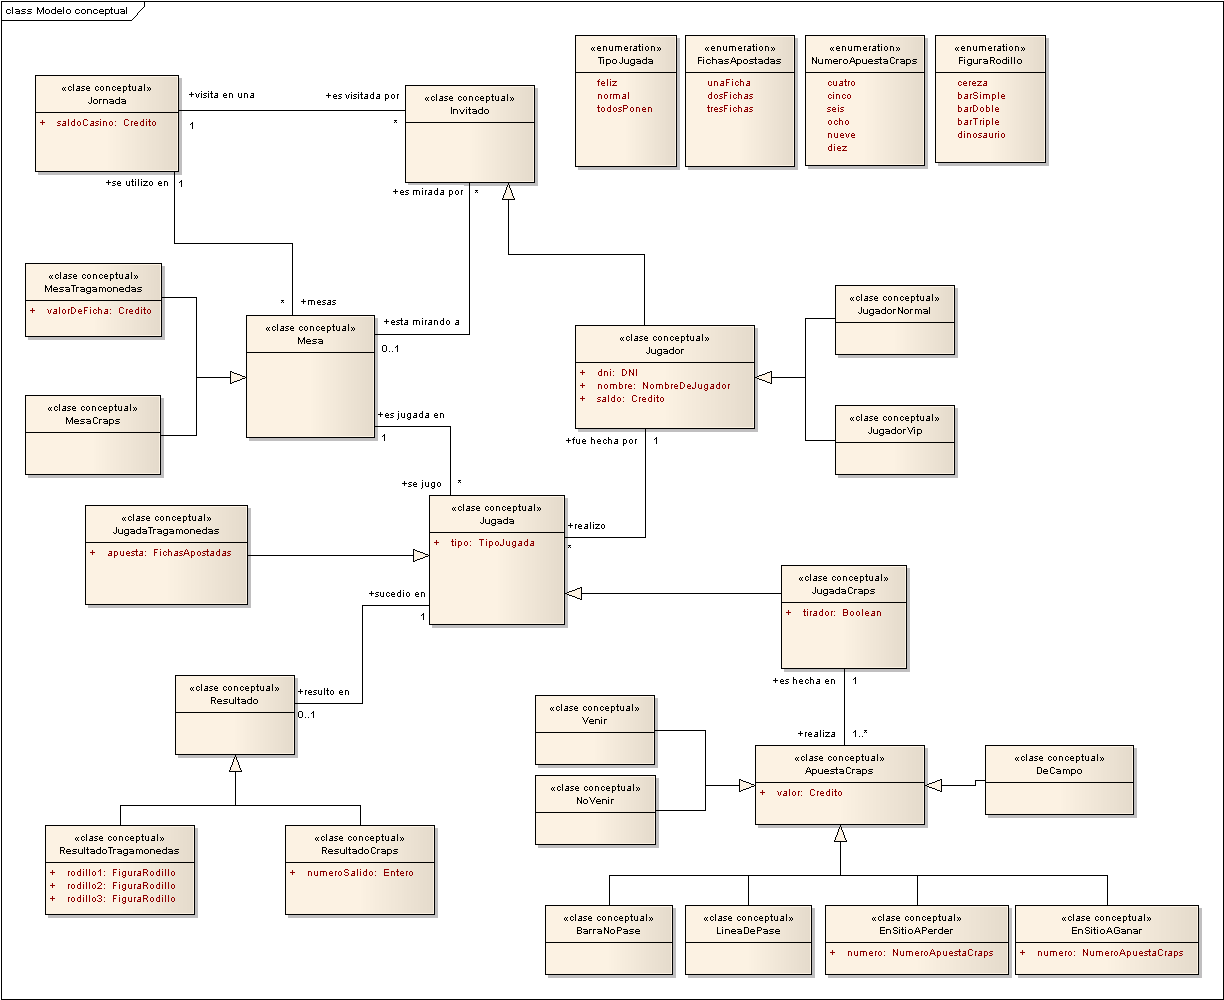 class Modelo conceptual
«enumeration»
TipoJugada
feliz
normal
todosPonen
«enumeration»
FichasApostadas
unaFicha
dosFichas
tresFichas
«enumeration»
NumeroApuestaCraps
cuatro
cinco
seis
ocho
nueve
diez
«enumeration»
FiguraRodillo
cereza
barSimple
barDoble
barTriple
dinosaurio
«clase conceptual»
Jornada
+ saldoCasino: Credito
+visita en una
1
+es visitada por
*
«clase conceptual»
Invitado
+se utilizo en
1
+es mirada por
*
«clase conceptual»
MesaTragamonedas
+ valorDeFicha: Credito
*
+mesas
«clase conceptual»
Mesa
+esta mirando a
0..1
«clase conceptual»
MesaCraps
+es jugada en
1
«clase conceptual»
Jugador
+ dni: DNI
+ nombre: NombreDeJugador
+ saldo: Credito
«clase conceptual»
JugadorNormal
«clase conceptual»
JugadorVip
+fue hecha por
1
+se jugo
*
«clase conceptual»
JugadaTragamonedas
+ apuesta: FichasApostadas
«clase conceptual»
Jugada
+ tipo: TipoJugada
+realizo
*
«clase conceptual»
JugadaCraps
+ tirador: Boolean
+sucedio en
1
+resulto en
0..1
«clase conceptual»
Resultado
+es hecha en
1
+realiza
1..*
«clase conceptual»
Venir
«clase conceptual»
NoVenir
«clase conceptual»
ApuestaCraps
+ valor: Credito
«clase conceptual»
DeCampo
«clase conceptual»
ResultadoTragamonedas
+ rodillo1: FiguraRodillo
+ rodillo2: FiguraRodillo
+ rodillo3: FiguraRodillo
«clase conceptual»
ResultadoCraps
+ numeroSalido: Entero
«clase conceptual»
BarraNoPase
«clase conceptual»
LineaDePase
«clase conceptual»
EnSitioAPerder
+ numero: NumeroApuestaCraps
«clase conceptual»
EnSitioAGanar
+ numero: NumeroApuestaCraps